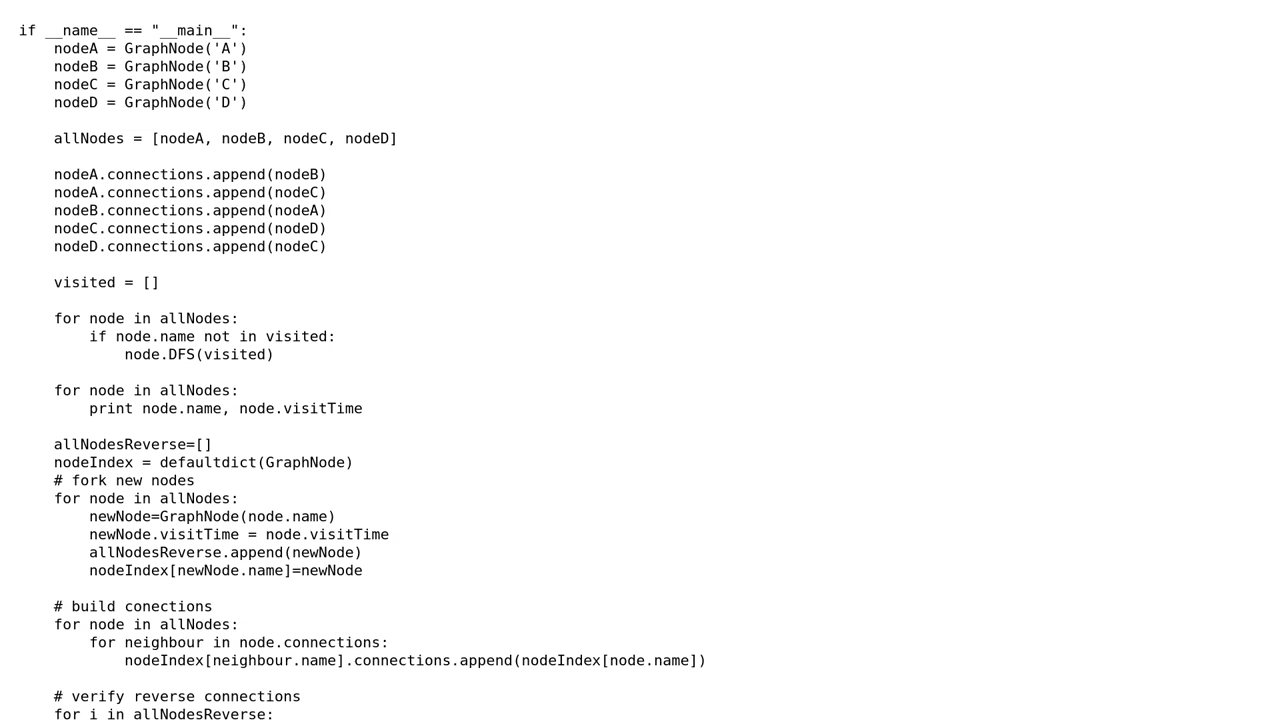 if __name__ == "__main__":
    nodeA = GraphNode('A')
    nodeB = GraphNode('B')
    nodeC = GraphNode('C')
    nodeD = GraphNode('D')

    allNodes = [nodeA, nodeB, nodeC, nodeD]

    nodeA.connections.append(nodeB)
    nodeA.connections.append(nodeC)
    nodeB.connections.append(nodeA)
    nodeC.connections.append(nodeD)
    nodeD.connections.append(nodeC)

    visited = []

    for node in allNodes:
        if node.name not in visited:
            node.DFS(visited)

    for node in allNodes:
        print node.name, node.visitTime

    allNodesReverse=[]
    nodeIndex = defaultdict(GraphNode)
    # fork new nodes
    for node in allNodes:
        newNode=GraphNode(node.name)
        newNode.visitTime = node.visitTime
        allNodesReverse.append(newNode)
        nodeIndex[newNode.name]=newNode

    # build conections
    for node in allNodes:
        for neighbour in node.connections:
            nodeIndex[neighbour.name].connections.append(nodeIndex[node.name])

    # verify reverse connections
    for i in allNodesReverse: